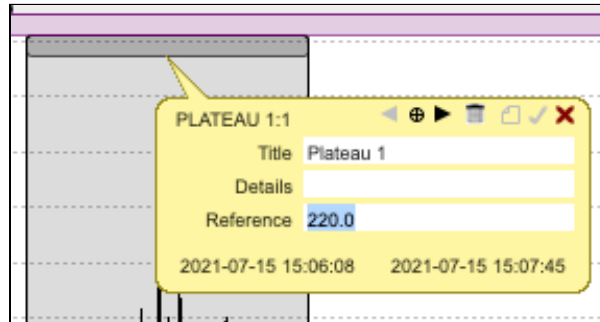 PLATEAU 1:1
Title Plateau 1
Details
Reference 220.0
2021-07-15 15:06:08 2021-07-15 15:07:45